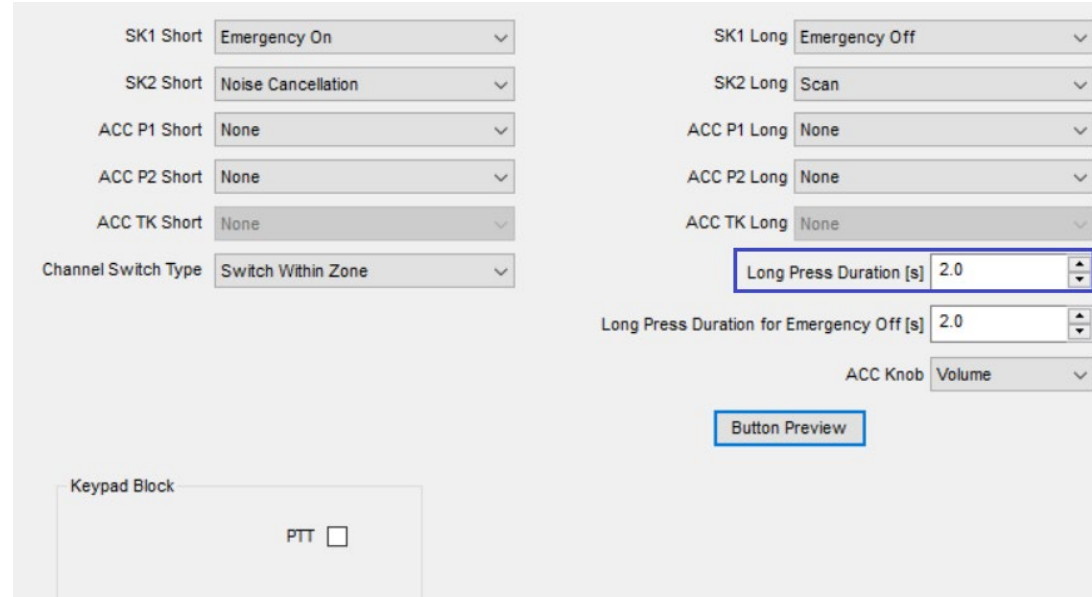 SK1 Short Emergency On SK1 Long Emergency Off
SK2 Short Noise Cancellation SK2 Long Scan
ACC P1 Short None ACC P1 Long None
ACC P2 Short None ACC P2 Long None
ACC TK Short None ACC TK Long None
Channel Switch Type Switch Within Zone Long Press Duration [s] 2.0
Long Press Duration for Emergency Off [s] 2.0
ACC Knob Volume
Button Preview
Keypad Block
PTT